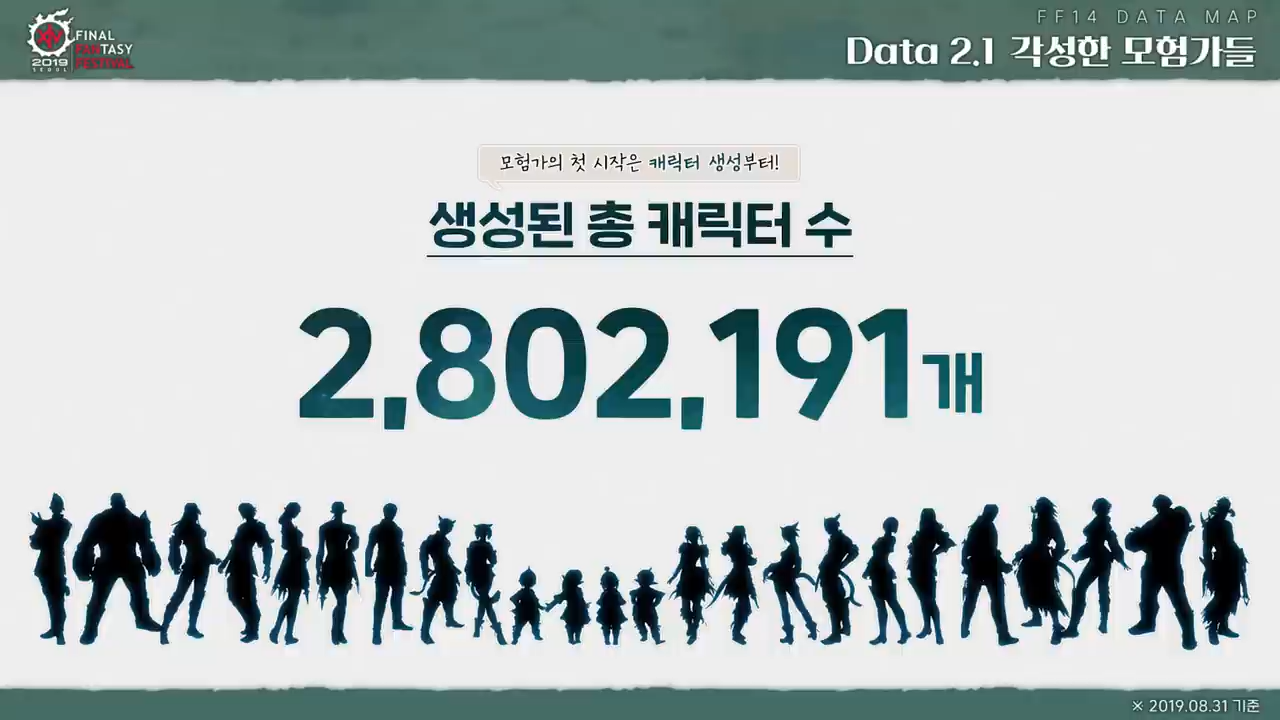 FINAL
FANTASY
FESTIVAL
2019
SEOUL
FF14 DATA MAP
Data 2.1 각성한 모험가들
모험가의 첫 시작은 캐릭터 생성부터!
생성된 총 캐릭터 수
2,802,191개
※ 2019.08.31 기준